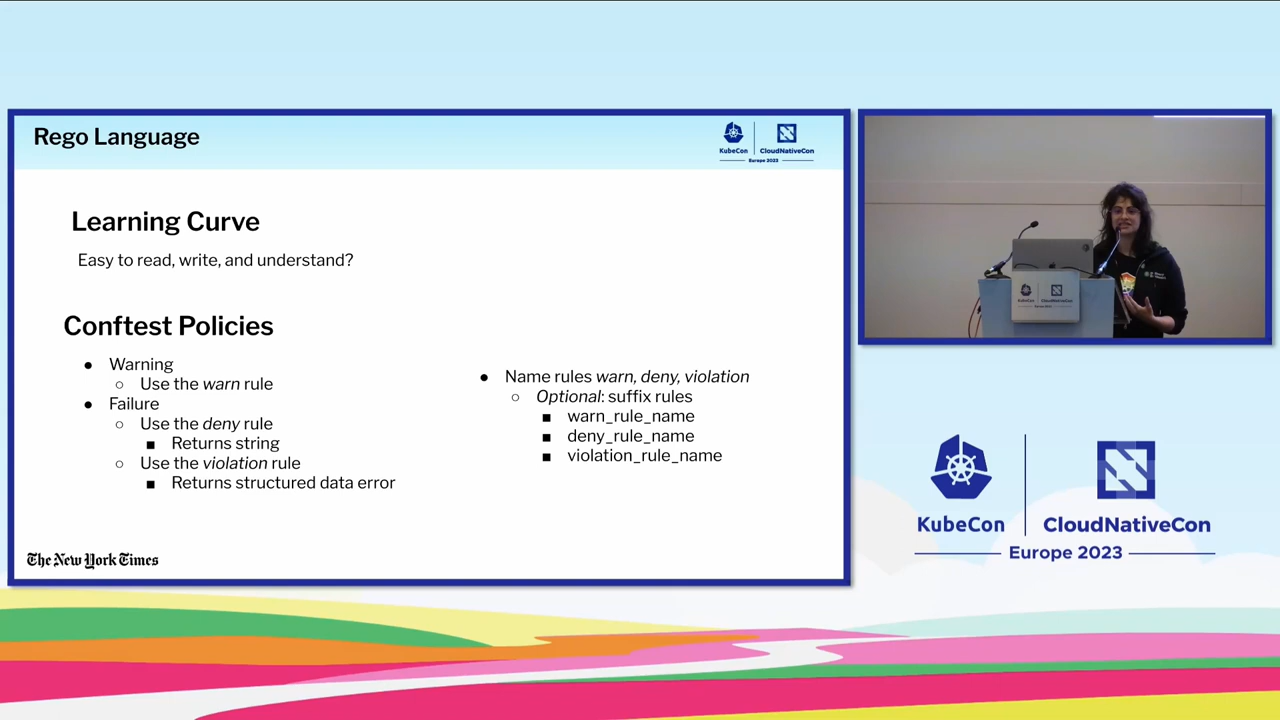 Rego Language
KubeCon
CloudNativeCon
Europe 2023
Learning Curve
Easy to read, write, and understand?
Conftest Policies
● Warning
○ Use the warn rule
● Failure
○ Use the deny rule
■ Returns string
○ Use the violation rule
■ Returns structured data error
● Name rules warn, deny, violation
○ Optional: suffix rules
■ warn_rule_name
■ deny_rule_name
■ violation_rule_name
The New York Times
KubeCon
CloudNativeCon
Europe 2023